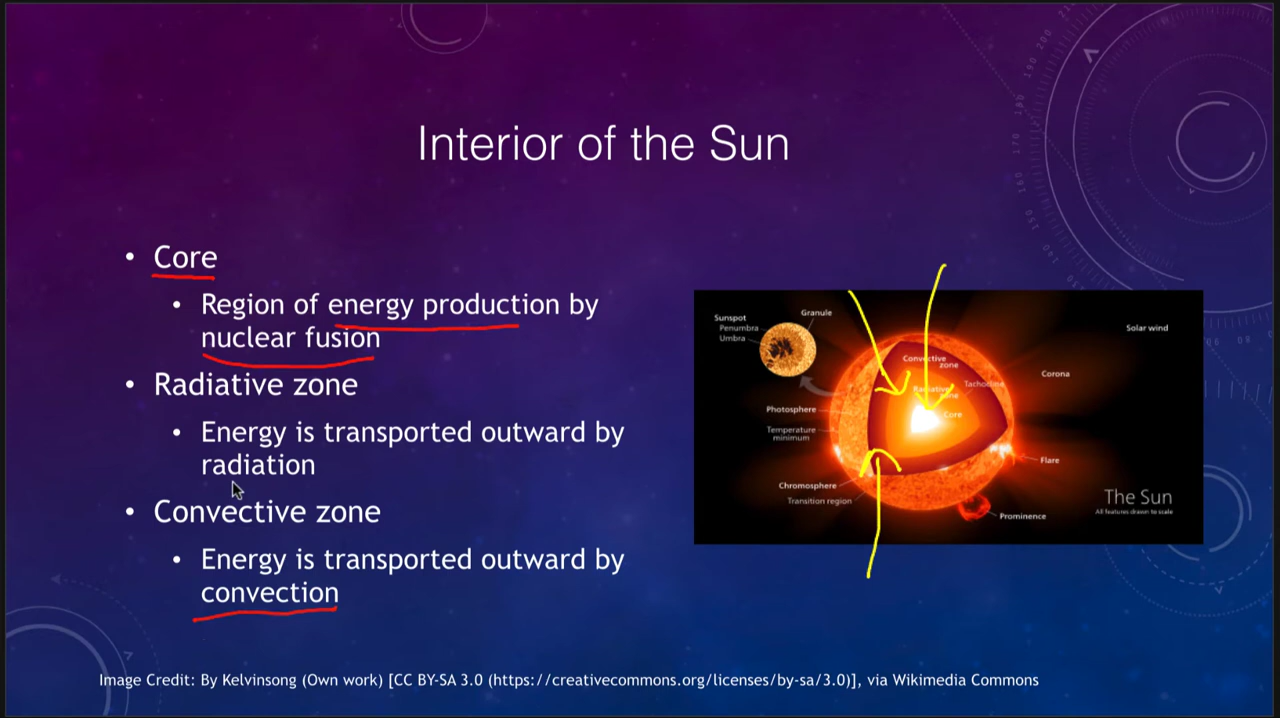 Interior of the Sun
• Core
• Region of energy production by
nuclear fusion
• Radiative zone
• Energy is transported outward by
radiation
• Convective zone
• Energy is transported outward by
convection
Sunspot
Penumbra
Umbra
Granule
Solar wind
Convective
zone
Corona
Radiative
zone
Tachocline
Core
Photosphere
Temperature
minimum
Flare
Chromosphere
Transition region
Prominence
The Sun
All features drawn to scale
Image Credit: By Kelvinsong (Own work) [CC BY-SA 3.0 (https://creativecommons.org/licenses/by-sa/3.0)], via Wikimedia Commons